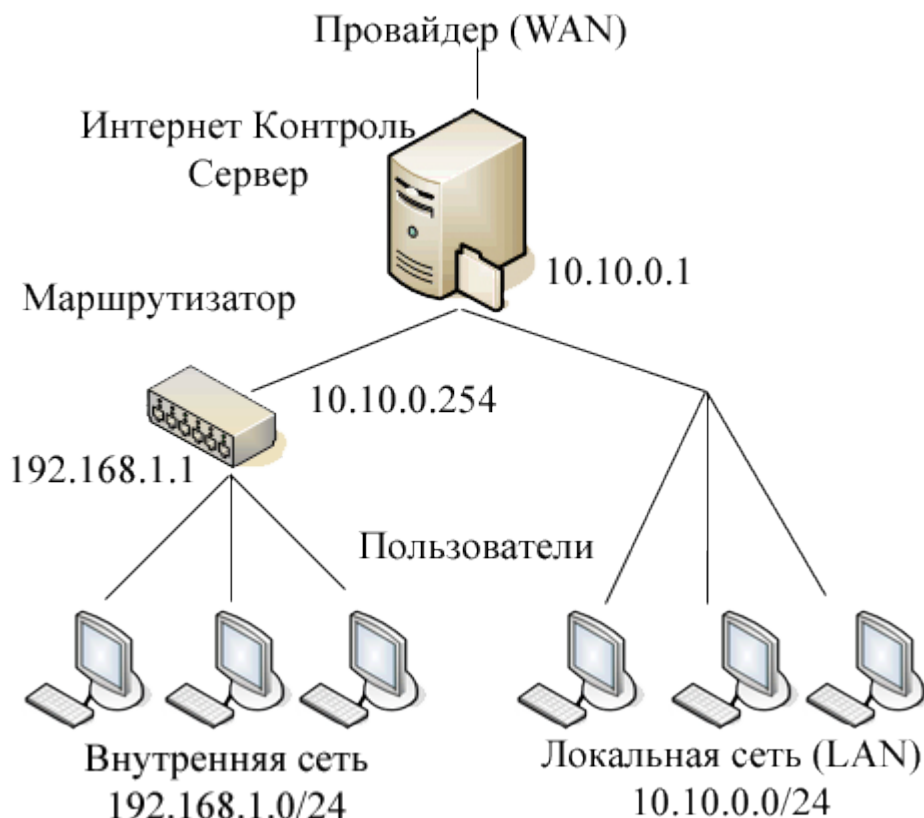 Провайдер (WAN)
Интернет Контроль
Сервер
10.10.0.1
Маршрутизатор
10.10.0.254
192.168.1.1
Пользователи
Внутренняя сеть
192.168.1.0/24
Локальная сеть (LAN)
10.10.0.0/24